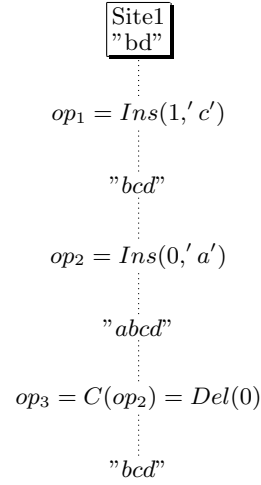 Site1
"bd"
op₁ = Ins(1,′ c′)
"bcd"
op₂ = Ins(0,′ a′)
"abcd"
op₃ = C(op₂) = Del(0)
"bcd"